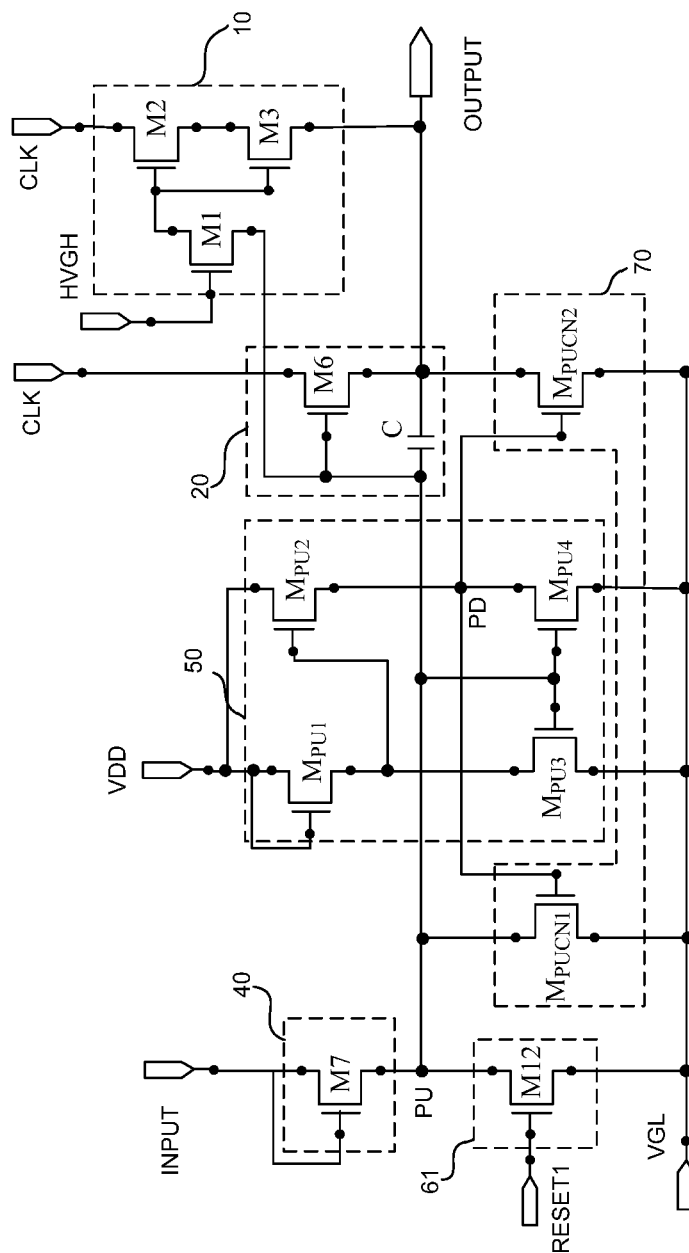 INPUT
VDD
CLK
HVGH
CLK
10
20
40
50
M2
M3
M1
M6
M7
MPU1
MPU2
C
OUTPUT
PU
PD
61
M12
MPUCN1
MPU3
MPU4
MPUCN2
70
RESET1
VGL